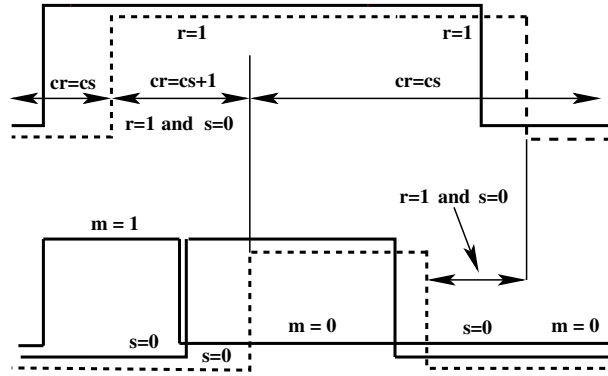 r=1 r=1
cr=cs cr=cs+1 cr=cs
r=1 and s=0
r=1 and s=0
m = 1
m = 0 s=0 m = 0
s=0 s=0